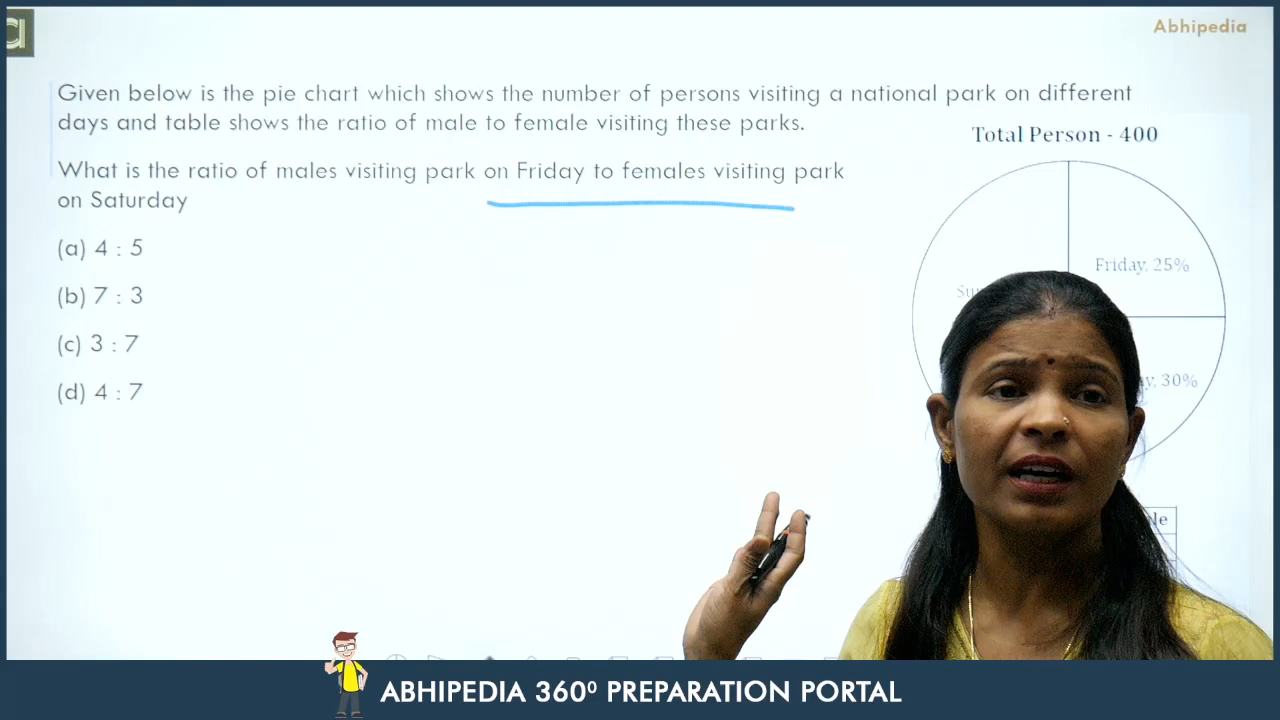 a
Abhipedia
Given below is the pie chart which shows the number of persons visiting a national park on different
days and table shows the ratio of male to female visiting these parks.
Total Person - 400
What is the ratio of males visiting park on Friday to females visiting park
on Saturday
(a) 4 : 5
(b) 7 : 3
(c) 3 : 7
(d) 4 : 7
Friday, 25%
30%
ABHIPEDIA 360⁰ PREPARATION PORTAL